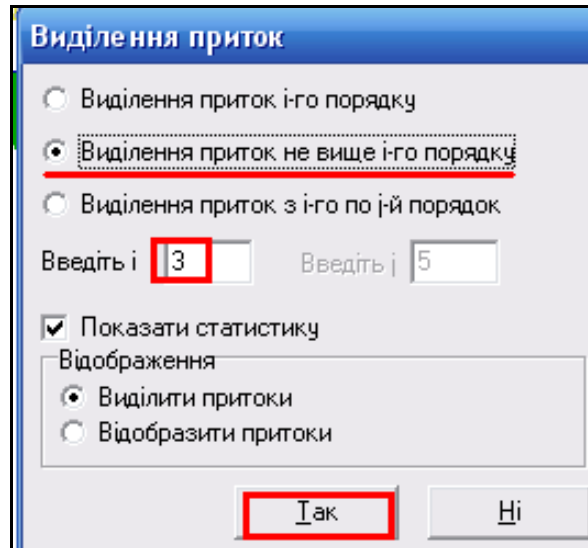 Виділення приток
Виділення приток і-го порядку
Виділення приток не вище і-го порядку
Виділення приток з і-го по j-й порядок
Введіть і 3 Введіть j 5
Показати статистику
Відображення
Виділити притоки
Відобразити притоки
Так Ні